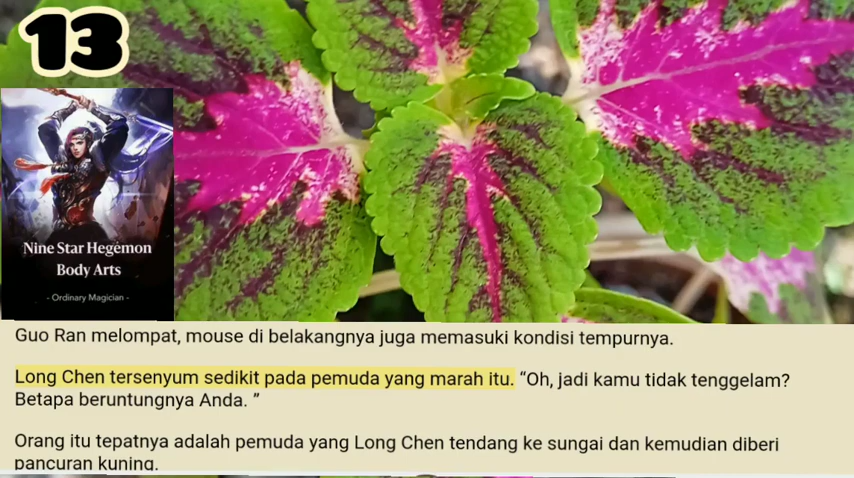 13
Nine Star Hegemon
Body Arts
- Ordinary Magician -
Guo Ran melompat, mouse di belakangnya juga memasuki kondisi tempurnya.
Long Chen tersenyum sedikit pada pemuda yang marah itu. “Oh, jadi kamu tidak tenggelam?
Betapa beruntungnya Anda. ”
Orang itu tepatnya adalah pemuda yang Long Chen tendang ke sungai dan kemudian diberi
pancuran kuning.